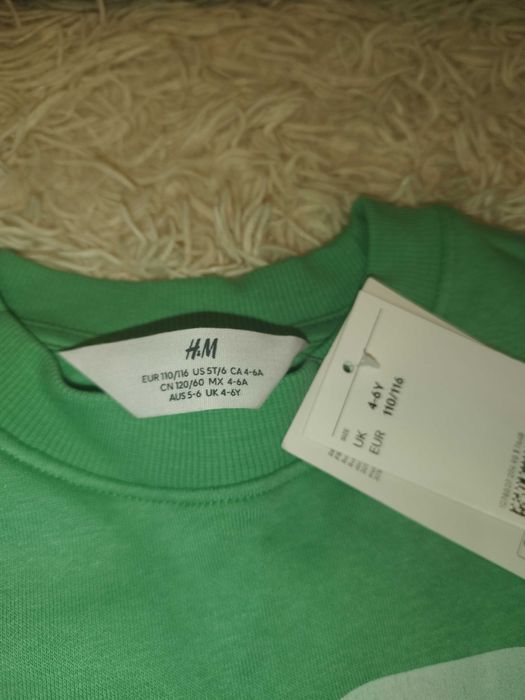 H&M
EUR 110/116 US 5T/6 CA 4-6A
CN 120/60 MX 4-6A
AUS 5-6 UK 4-6Y
SIZE
UK 4-6Y
EUR 110/116